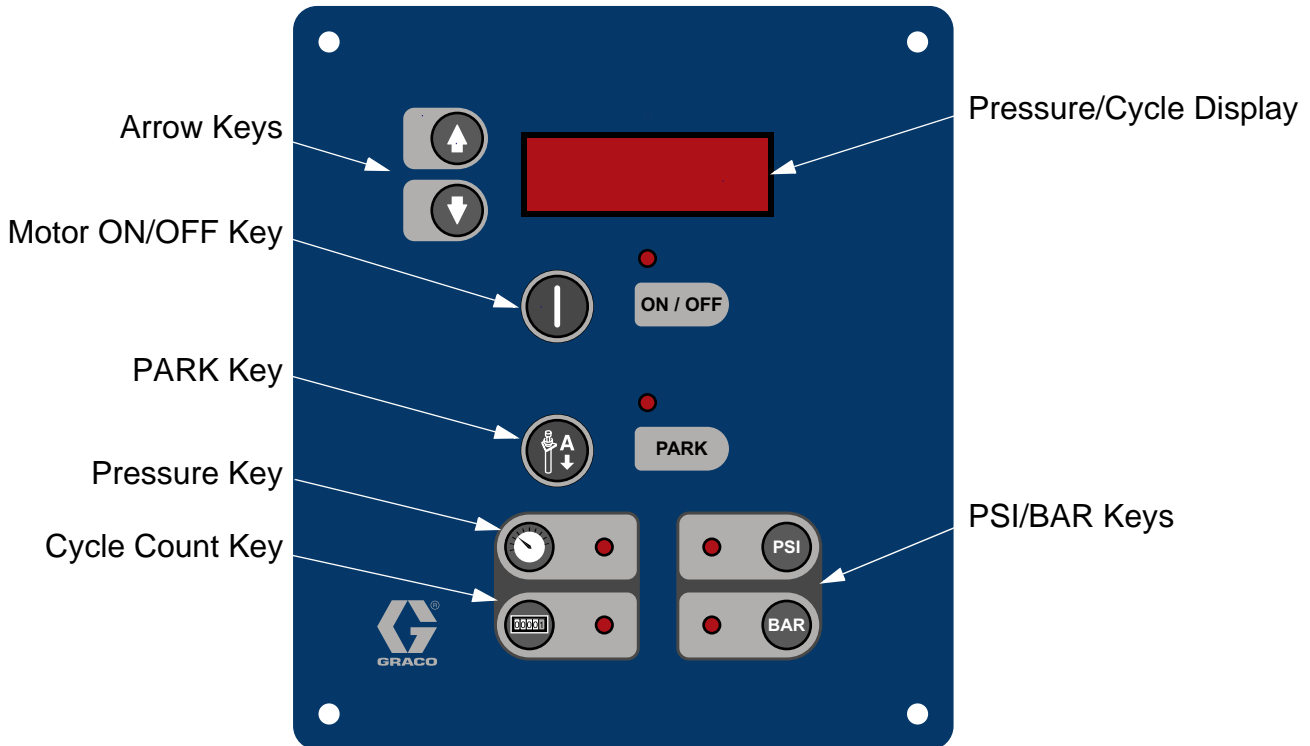 Arrow Keys
Pressure/Cycle Display
Motor ON/OFF Key
ON / OFF
PARK Key
A
PARK
Pressure Key
PSI
PSI/BAR Keys
Cycle Count Key
00001
BAR
®
GRACO